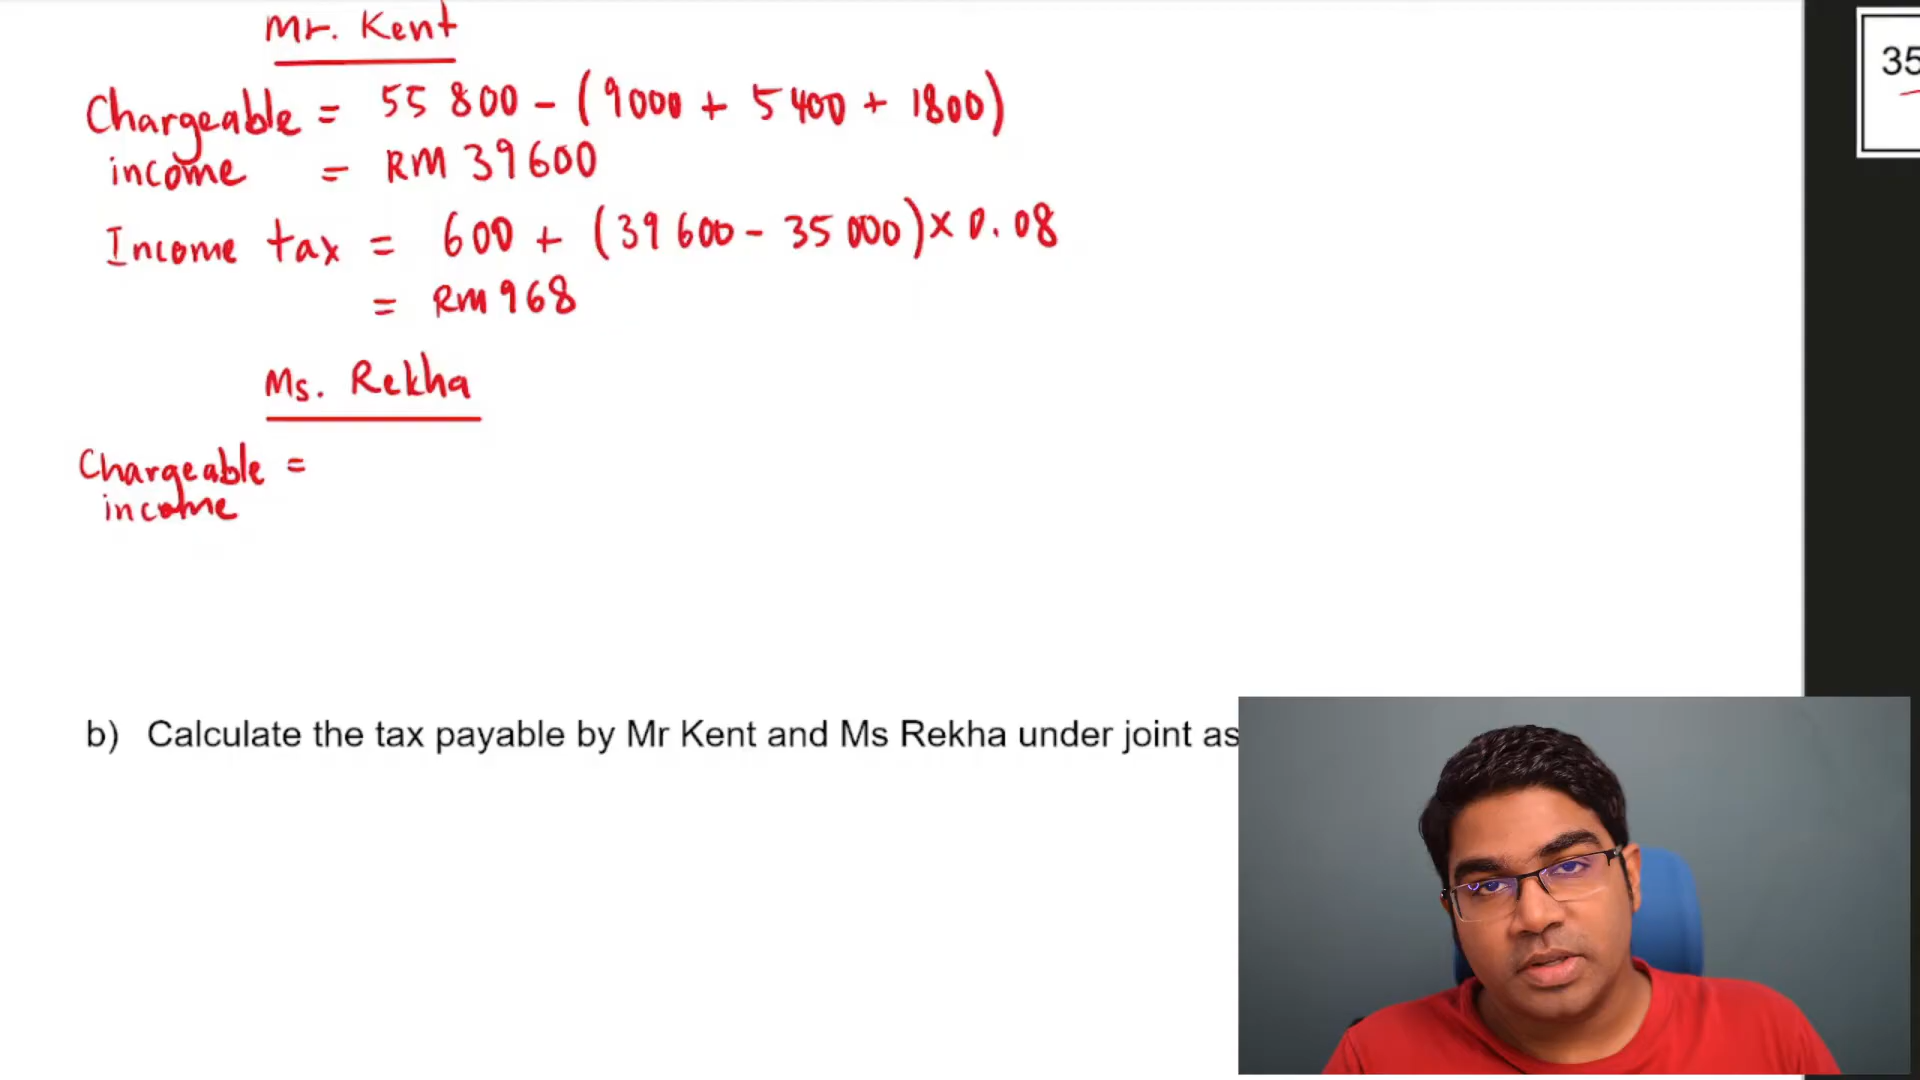 Mr. Kent
Chargeable = 55 800 - (9000 + 5400 + 1800)
income = RM 39600
Income tax = 600 + (39 600 - 35 000) × 0.08
= RM 968
Ms. Rekha
Chargeable =
income
b) Calculate the tax payable by Mr Kent and Ms Rekha under joint as
35